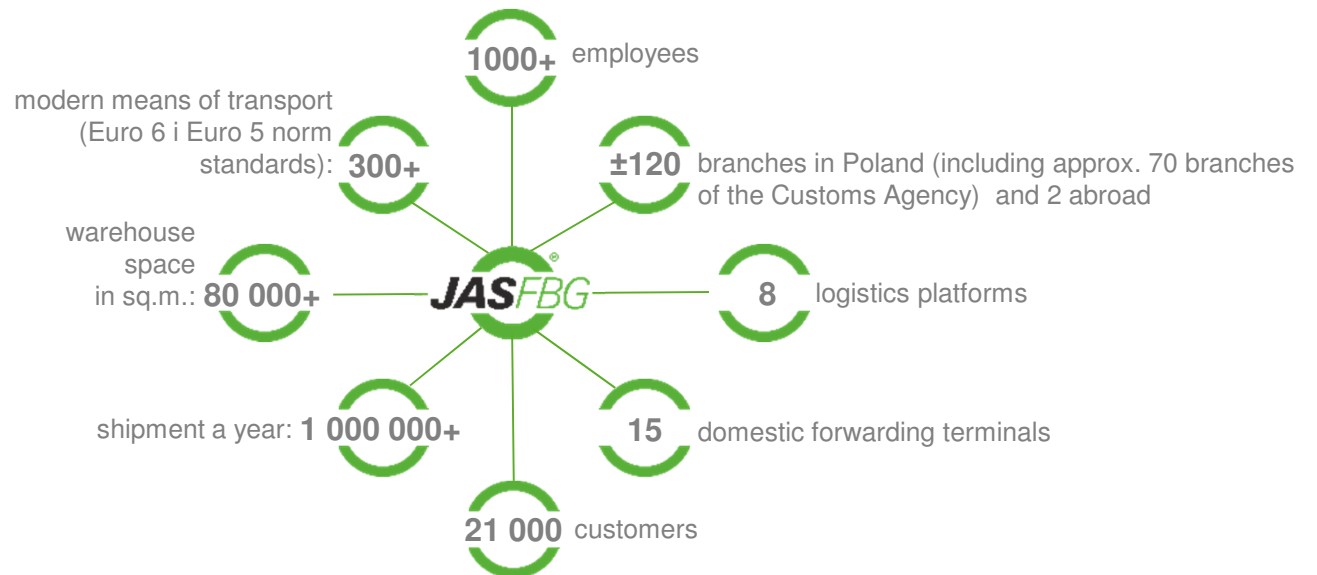 1000+ employees
modern means of transport
(Euro 6 i Euro 5 norm
standards): 300+
±120 branches in Poland (including approx. 70 branches
of the Customs Agency) and 2 abroad
warehouse
space
in sq.m.: 80 000+
JASFBG®
8 logistics platforms
shipment a year: 1 000 000+
15 domestic forwarding terminals
21 000 customers